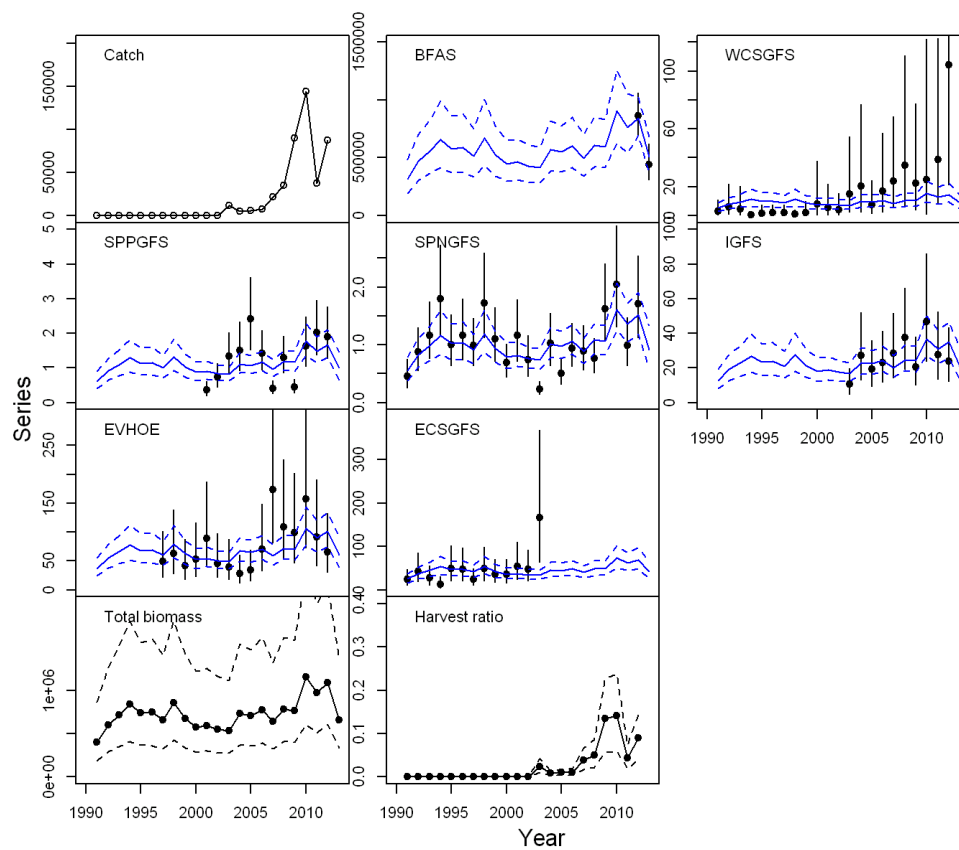 Catch
BFAS
WCSGFS
0 50000 150000
0 500000 1500000
0 20 60 100
SPPGFS
SPNGFS
IGFS
0 1 2 3 4 5
0.0 1.0 2.0
0 20 40 60 80 100
1990 1995 2000 2005 2010
EVHOE
ECSGFS
0 50 150 250
0 100 200 300
Total biomass
Harvest ratio
0e+00 1e+06
0.0 0.1 0.2 0.3 0.40
1990 1995 2000 2005 2010
1990 1995 2000 2005 2010
Series
Year